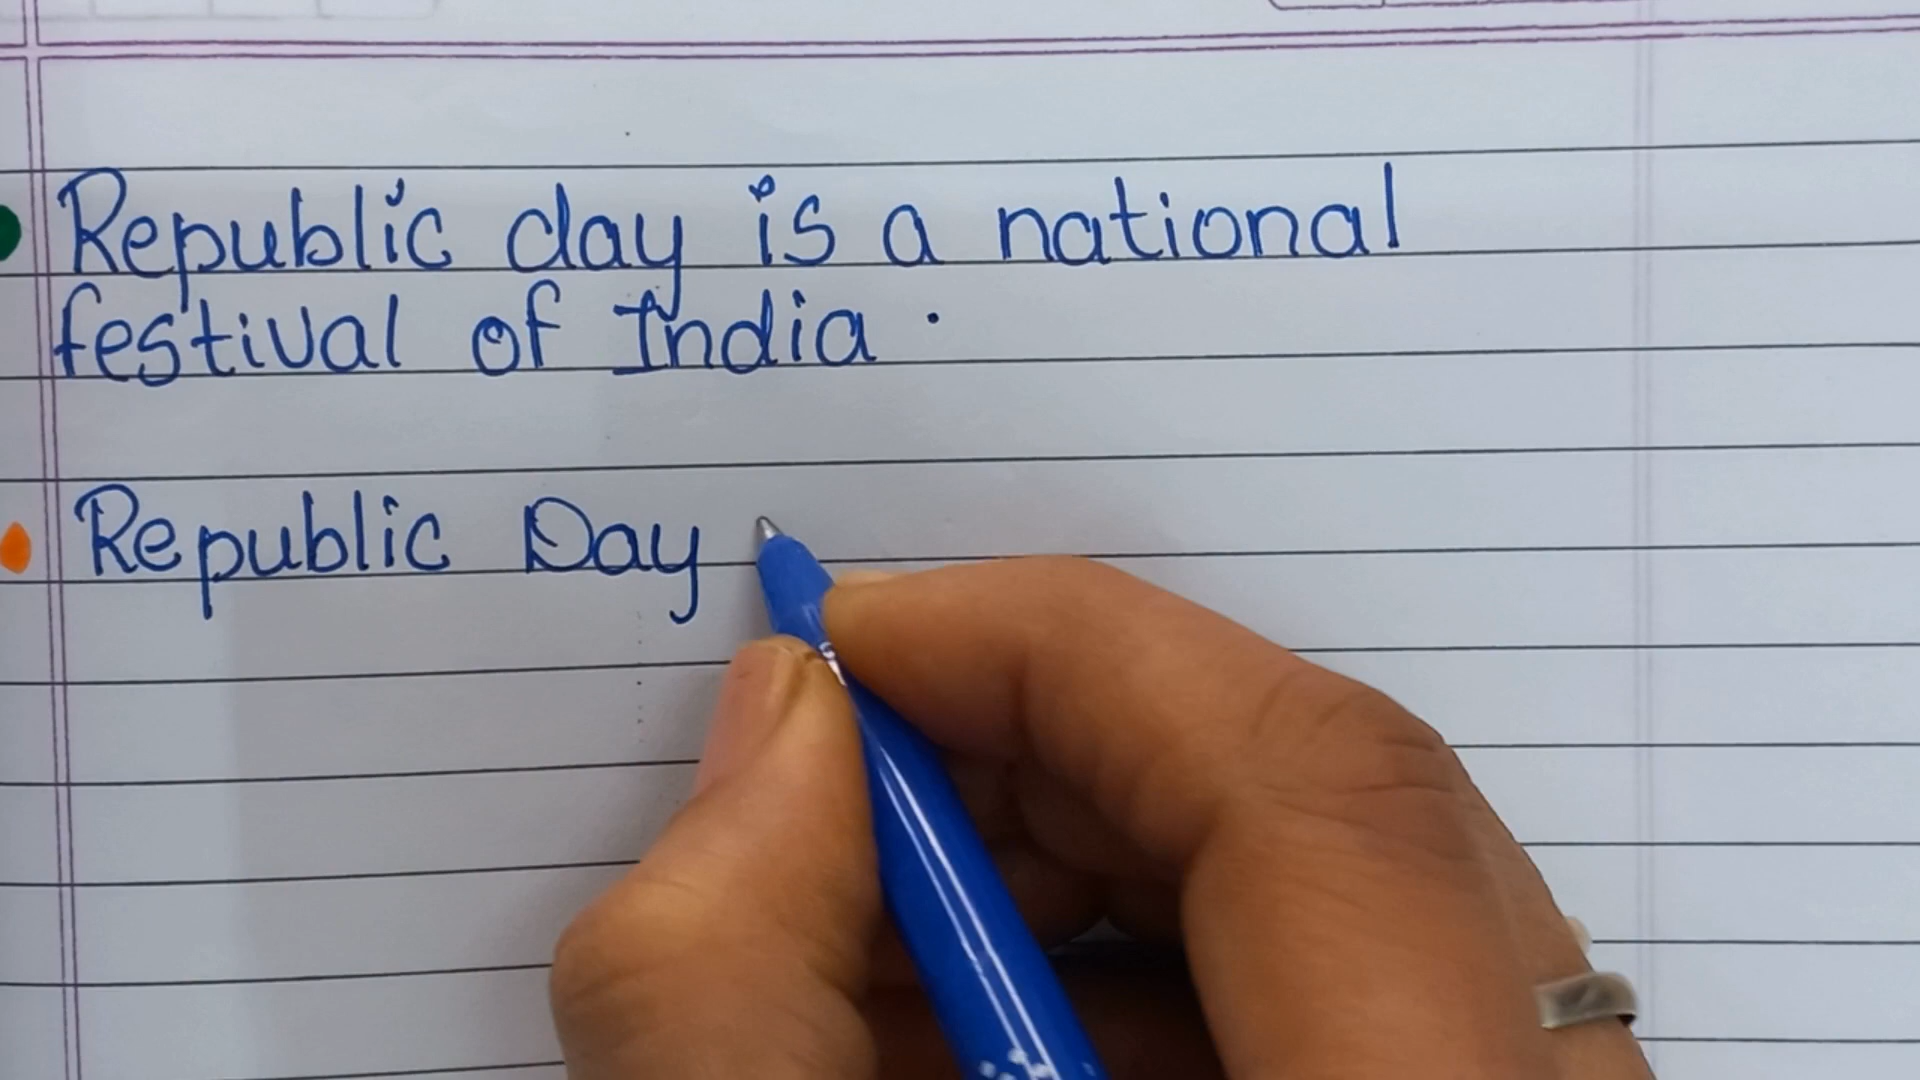 Republic day is a national
festival of India .
Republic Day